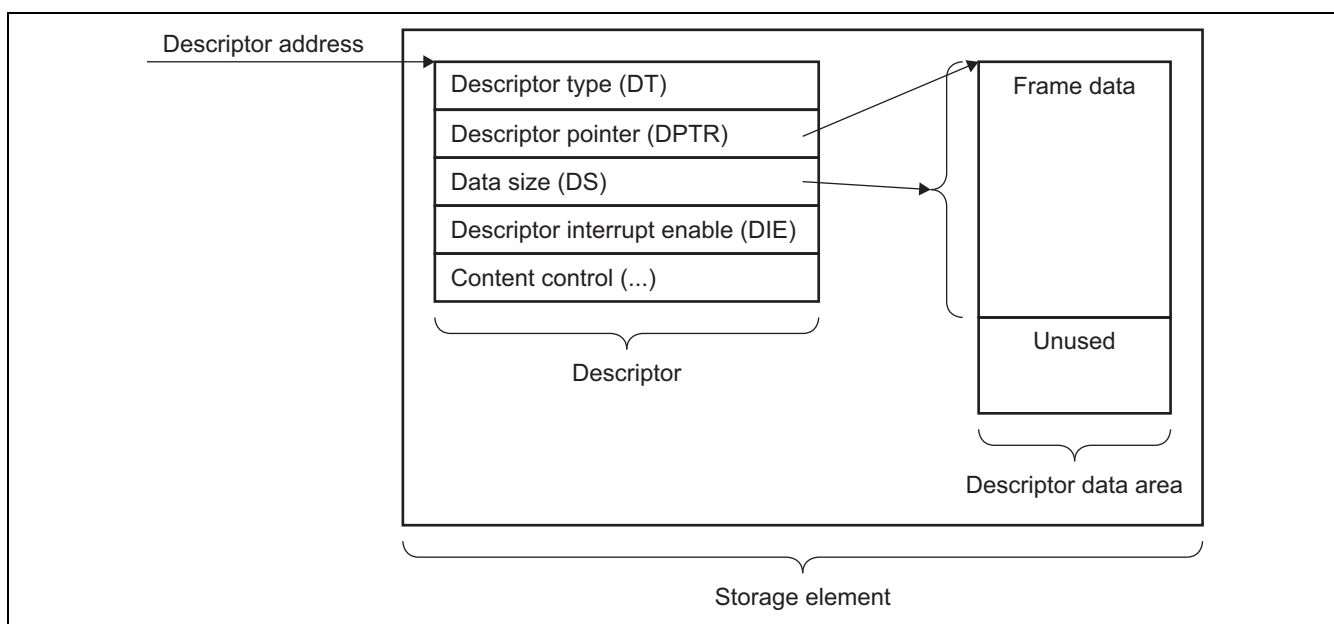 Descriptor address
Descriptor type (DT)
Descriptor pointer (DPTR)
Data size (DS)
Descriptor interrupt enable (DIE)
Content control (...)
Descriptor
Frame data
Unused
Descriptor data area
Storage element